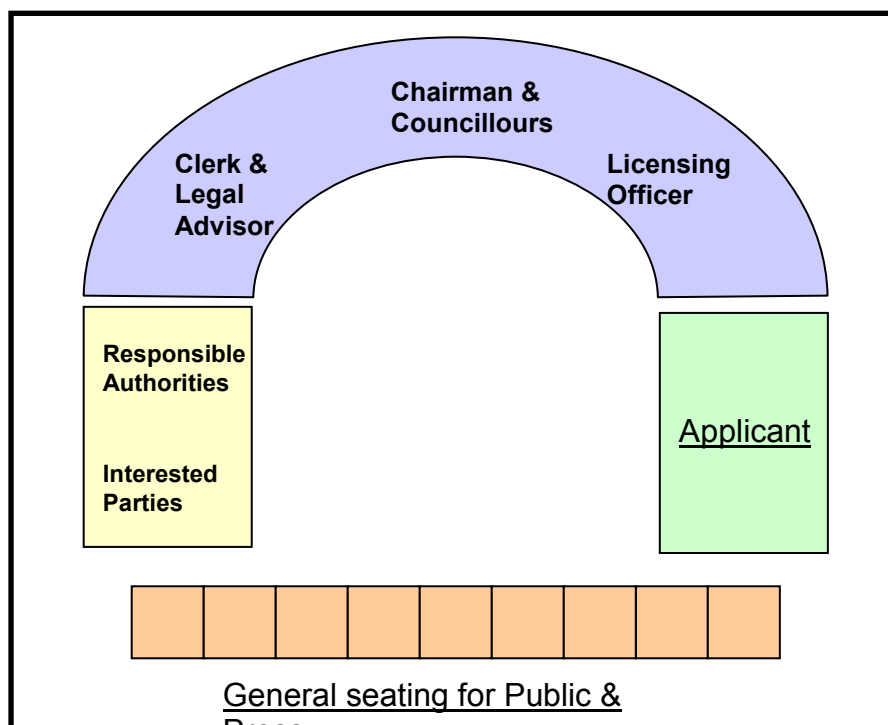 Chairman &
Councillours
Clerk &
Legal
Advisor
Licensing
Officer
Responsible
Authorities
Interested
Parties
Applicant
General seating for Public &